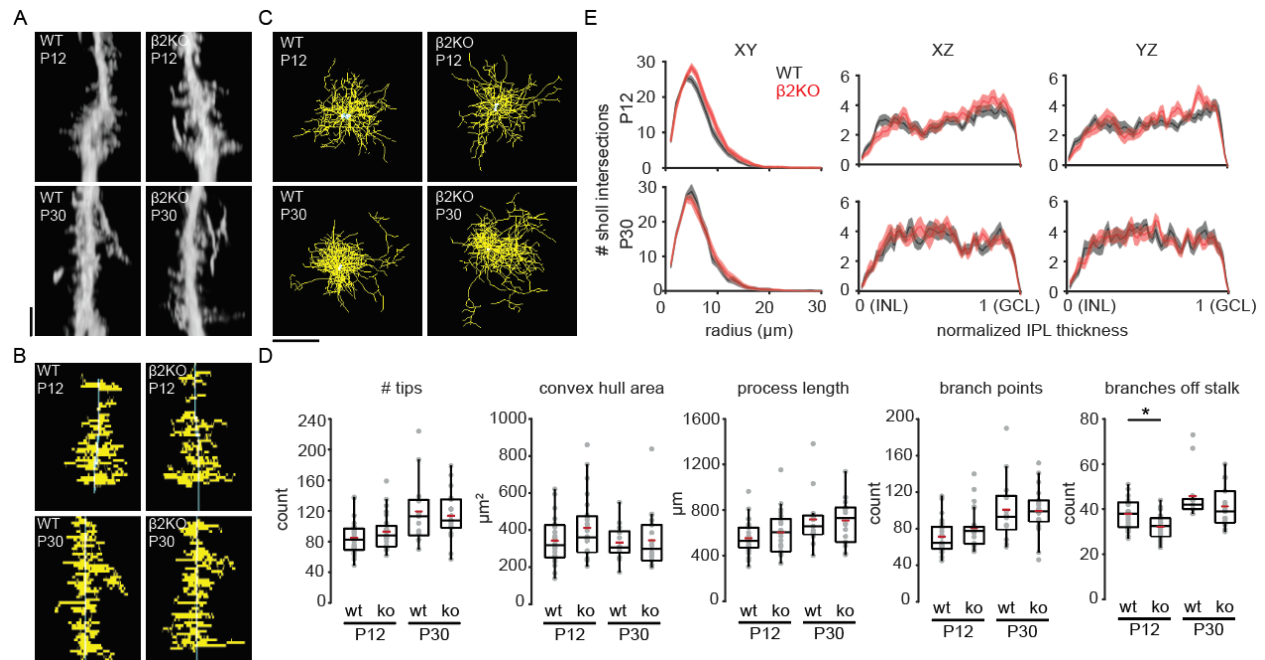 A
WT
P12
β2KO
P12
WT
P30
β2KO
P30
B
WT
P12
β2KO
P12
WT
P30
β2KO
P30
C
WT
P12
β2KO
P12
WT
P30
β2KO
P30
E
XY
XZ
YZ
WT
β2KO
# sholl intersections
P12
30
20
10
0
6
4
2
0
6
4
2
0
P30
30
20
10
0
0
10
20
30
radius (µm)
6
4
2
0
0 (INL)
1 (GCL)
6
4
2
0
0 (INL)
1 (GCL)
normalized IPL thickness
D
# tips
count
240
200
160
120
80
40
0
wt
ko
wt
ko
P12
P30
convex hull area
µm²
1000
800
600
400
200
0
wt
ko
wt
ko
P12
P30
process length
µm
1600
1200
800
400
0
wt
ko
wt
ko
P12
P30
branch points
count
200
160
120
80
40
0
wt
ko
wt
ko
P12
P30
branches off stalk
count
80
60
40
20
0
*
wt
ko
wt
ko
P12
P30